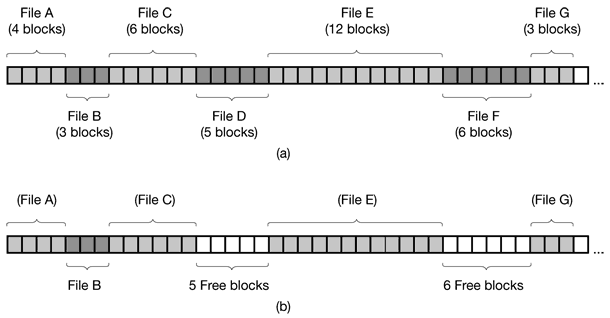 File A
(4 blocks)
File C
(6 blocks)
File E
(12 blocks)
File G
(3 blocks)
...
File B
(3 blocks)
File D
(5 blocks)
File F
(6 blocks)
(a)
(File A)
(File C)
(File E)
(File G)
...
File B
5 Free blocks
6 Free blocks
(b)